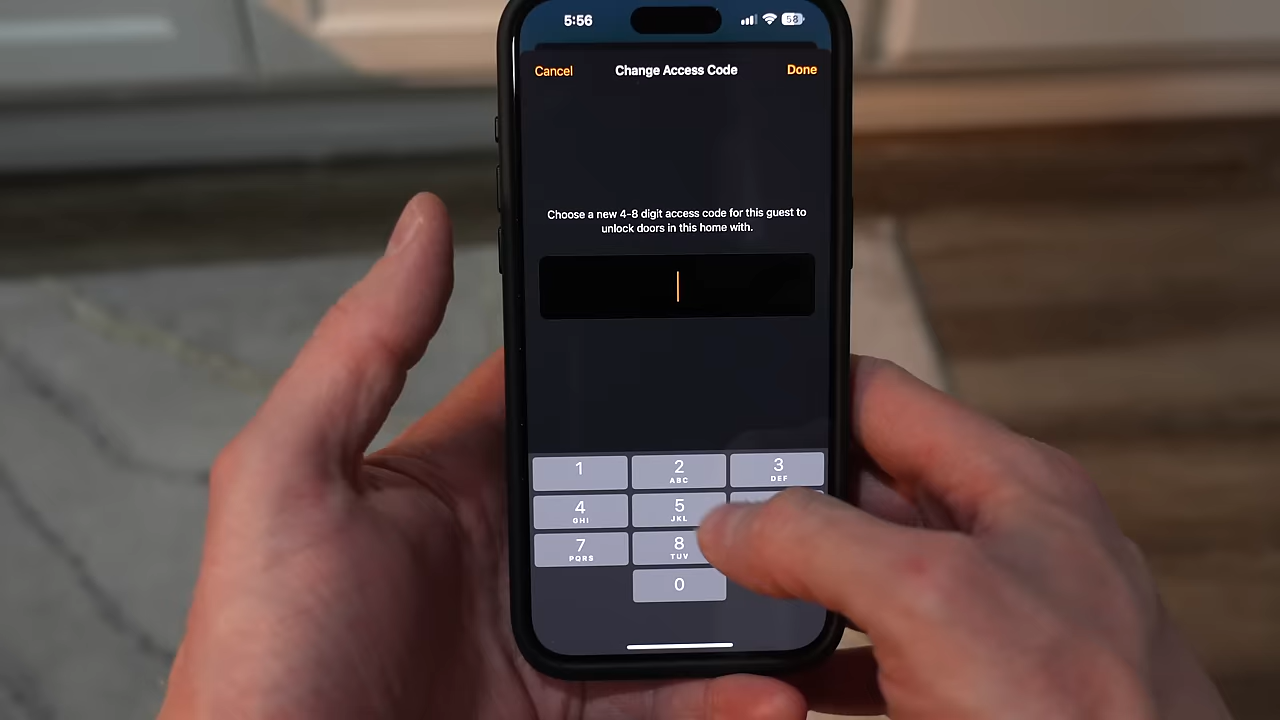 5:56 58
Cancel Change Access Code Done
Choose a new 4-8 digit access code for this guest to
unlock doors in this home with.
1 2 3
ABC DEF
4 5
GHI JKL
7 8
PQRS TUV
0